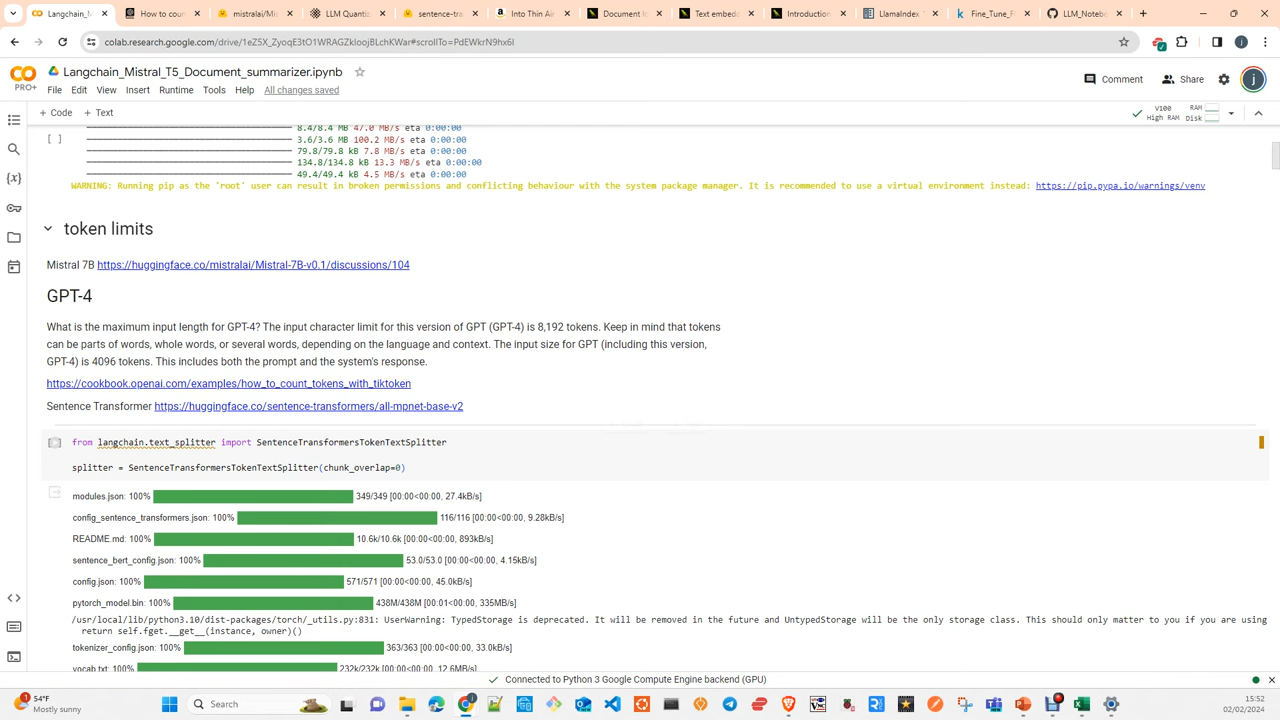 Langchain_M
How to coun
mistralai/Mis
LLM Quantiz
sentence-tra
Into Thin Air
Document lo
Text embedd
Introduction
LlamaIndex
Fine_Tune_F
LLM_Notebo
colab.research.google.com/drive/1eZ5X_ZyoqE3tO1WRAGZkloojBLchKWar#scrollTo=PdEWkrN9hx6l
PRO+
Langchain_Mistral_T5_Document_summarizer.ipynb
File Edit View Insert Runtime Tools Help All changes saved
Comment Share
+ Code + Text
V100 High RAM
RAM
Disk
8.4/8.4 MB 47.0 MB/s eta 0:00:00
[ ] 3.6/3.6 MB 100.2 MB/s eta 0:00:00
79.8/79.8 kB 7.8 MB/s eta 0:00:00
134.8/134.8 kB 13.3 MB/s eta 0:00:00
49.4/49.4 kB 4.5 MB/s eta 0:00:00
WARNING: Running pip as the 'root' user can result in broken permissions and conflicting behaviour with the system package manager. It is recommended to use a virtual environment instead: https://pip.pypa.io/warnings/venv
token limits
Mistral 7B https://huggingface.co/mistralai/Mistral-7B-v0.1/discussions/104
GPT-4
What is the maximum input length for GPT-4? The input character limit for this version of GPT (GPT-4) is 8,192 tokens. Keep in mind that tokens
can be parts of words, whole words, or several words, depending on the language and context. The input size for GPT (including this version,
GPT-4) is 4096 tokens. This includes both the prompt and the system's response.
https://cookbook.openai.com/examples/how_to_count_tokens_with_tiktoken
Sentence Transformer https://huggingface.co/sentence-transformers/all-mpnet-base-v2
from langchain.text_splitter import SentenceTransformersTokenTextSplitter
splitter = SentenceTransformersTokenTextSplitter(chunk_overlap=0)
modules.json: 100% 349/349 [00:00<00:00, 27.4kB/s]
config_sentence_transformers.json: 100% 116/116 [00:00<00:00, 9.28kB/s]
README.md: 100% 10.6k/10.6k [00:00<00:00, 893kB/s]
sentence_bert_config.json: 100% 53.0/53.0 [00:00<00:00, 4.15kB/s]
config.json: 100% 571/571 [00:00<00:00, 45.0kB/s]
pytorch_model.bin: 100% 438M/438M [00:01<00:00, 335MB/s]
/usr/local/lib/python3.10/dist-packages/torch/_utils.py:831: UserWarning: TypedStorage is deprecated. It will be removed in the future and UntypedStorage will be the only storage class. This should only matter to you if you are using
return self.fget.__get__(instance, owner)()
tokenizer_config.json: 100% 363/363 [00:00<00:00, 33.0kB/s]
vocab.txt: 100% 232k/232k [00:00<00:00, 12.6MB/s]
Connected to Python 3 Google Compute Engine backend (GPU)
54°F
Mostly sunny
Search
15:52
02/02/2024